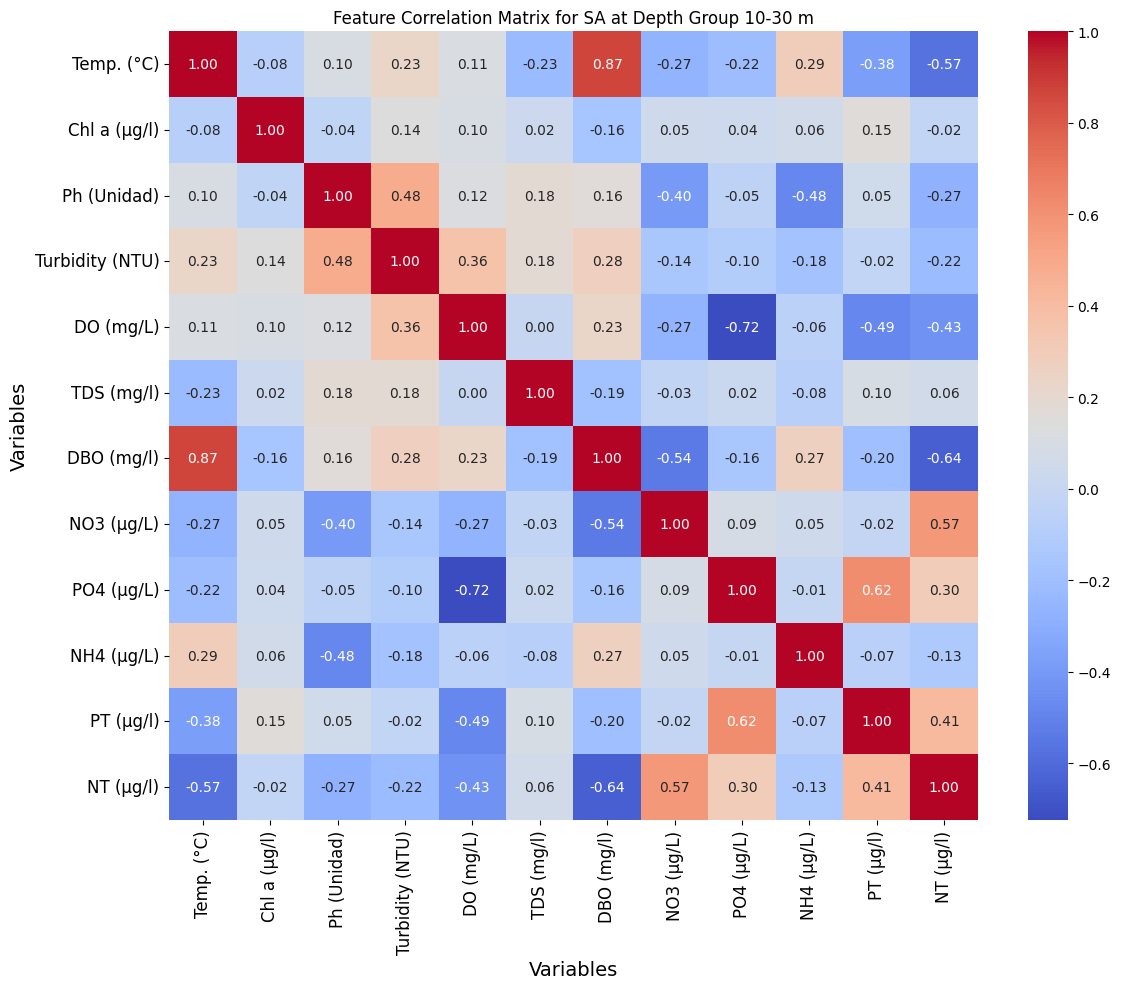 Feature Correlation Matrix for SA at Depth Group 10-30 m
Temp. (°C) 1.00 -0.08 0.10 0.23 0.11 -0.23 0.87 -0.27 -0.22 0.29 -0.38 -0.57
Chl a (µg/l) -0.08 1.00 -0.04 0.14 0.10 0.02 -0.16 0.05 0.04 0.06 0.15 -0.02
Ph (Unidad) 0.10 -0.04 1.00 0.48 0.12 0.18 0.16 -0.40 -0.05 -0.48 0.05 -0.27
Turbidity (NTU) 0.23 0.14 0.48 1.00 0.36 0.18 0.28 -0.14 -0.10 -0.18 -0.02 -0.22
DO (mg/L) 0.11 0.10 0.12 0.36 1.00 0.00 0.23 -0.27 -0.72 -0.06 -0.49 -0.43
TDS (mg/l) -0.23 0.02 0.18 0.18 0.00 1.00 -0.19 -0.03 0.02 -0.08 0.10 0.06
DBO (mg/l) 0.87 -0.16 0.16 0.28 0.23 -0.19 1.00 -0.54 -0.16 0.27 -0.20 -0.64
NO3 (µg/L) -0.27 0.05 -0.40 -0.14 -0.27 -0.03 -0.54 1.00 0.09 0.05 -0.02 0.57
PO4 (µg/L) -0.22 0.04 -0.05 -0.10 -0.72 0.02 -0.16 0.09 1.00 -0.01 0.62 0.30
NH4 (µg/L) 0.29 0.06 -0.48 -0.18 -0.06 -0.08 0.27 0.05 -0.01 1.00 -0.07 -0.13
PT (µg/l) -0.38 0.15 0.05 -0.02 -0.49 0.10 -0.20 -0.02 0.62 -0.07 1.00 0.41
NT (µg/l) -0.57 -0.02 -0.27 -0.22 -0.43 0.06 -0.64 0.57 0.30 -0.13 0.41 1.00
Variables
Temp. (°C)
Chl a (µg/l)
Ph (Unidad)
Turbidity (NTU)
DO (mg/L)
TDS (mg/l)
DBO (mg/l)
NO3 (µg/L)
PO4 (µg/L)
NH4 (µg/L)
PT (µg/l)
NT (µg/l)
Variables
1.0
0.8
0.6
0.4
0.2
0.0
−0.2
−0.4
−0.6